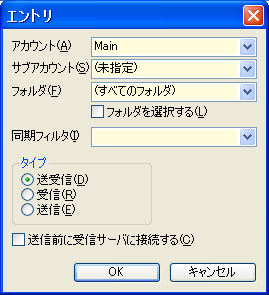 エントリ
アカウント(A) Main
サブアカウント(S) (未指定)
フォルダ(F) (すべてのフォルダ)
フォルダを選択する(L)
同期フィルタ(I)
タイプ
送受信(D)
受信(R)
送信(E)
送信前に受信サーバに接続する(C)
OK キャンセル